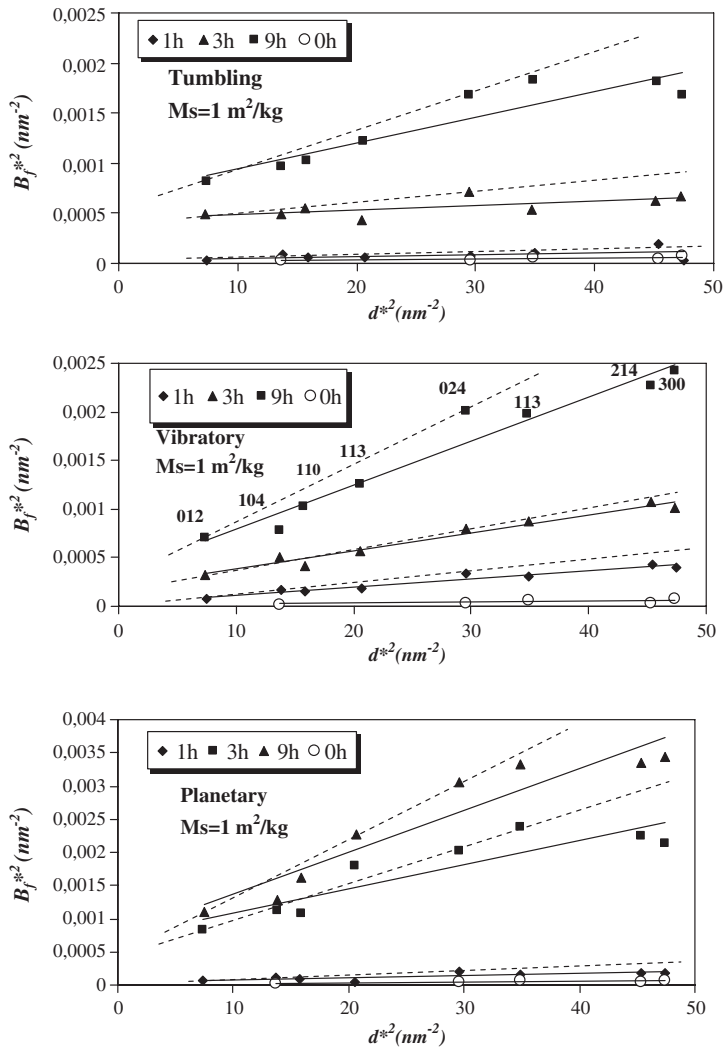 0,0025
1h 3h 9h 0h
0,002
Tumbling
Ms=1 m²/kg
0,0015
0,001
0,0005
0
B_f*² (nm⁻²)
0 10 20 30 40 50
d*²(nm⁻²)
0,0025
1h 3h 9h 0h
0,002
Vibratory
Ms=1 m²/kg
0,0015
0,001
0,0005
0
012 104 110 113 024 113 214 300
B_f*² (nm⁻²)
0 10 20 30 40 50
d*²(nm⁻²)
0,004
1h 3h 9h 0h
0,0035
0,003
Planetary
Ms=1 m²/kg
0,0025
0,002
0,0015
0,001
0,0005
0
B_f*² (nm⁻²)
0 10 20 30 40 50
d*²(nm⁻²)